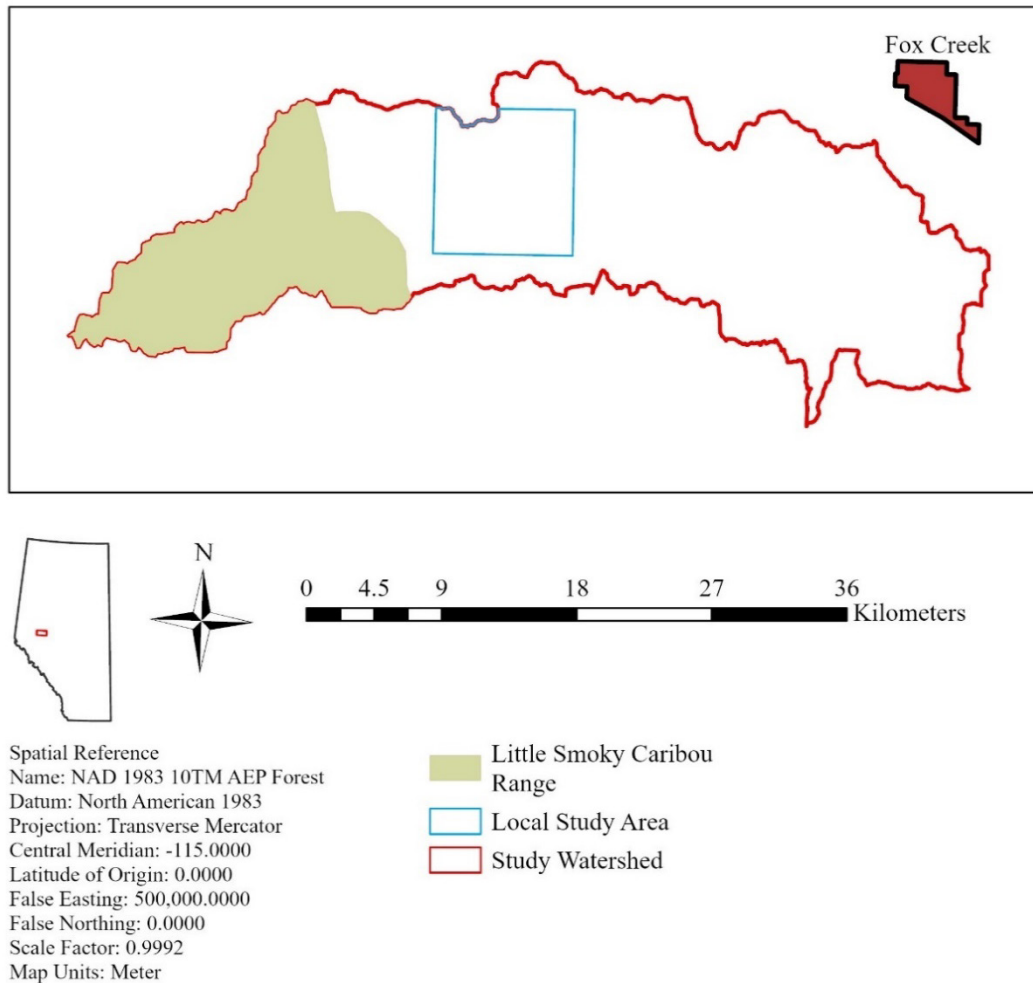 Fox Creek
N
0 4.5 9 18 27 36
Kilometers
Spatial Reference
Name: NAD 1983 10TM AEP Forest
Datum: North American 1983
Projection: Transverse Mercator
Central Meridian: -115.0000
Latitude of Origin: 0.0000
False Easting: 500,000.0000
False Northing: 0.0000
Scale Factor: 0.9992
Map Units: Meter
Little Smoky Caribou
Range
Local Study Area
Study Watershed